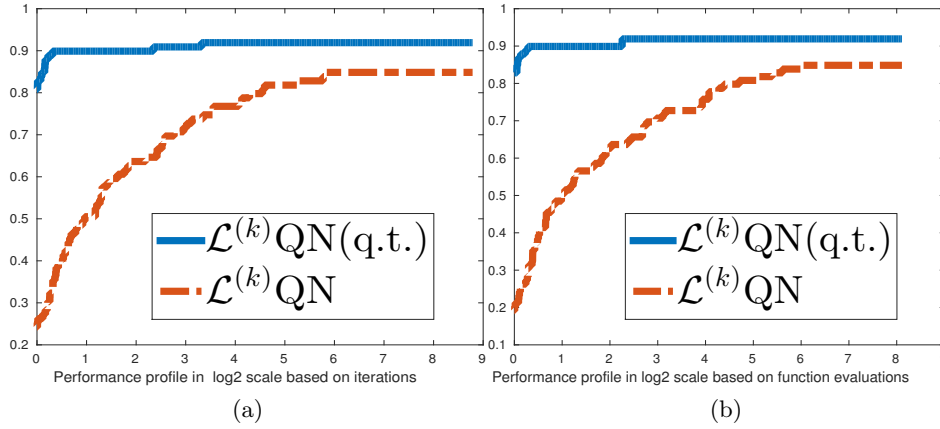 1
0.9
0.8
0.7
0.6
0.5
0.4
0.3
0.2
0 1 2 3 4 5 6 7 8 9
ℒ(k)QN(q.t.)
ℒ(k)QN
Performance profile in log2 scale based on iterations
(a)
1
0.9
0.8
0.7
0.6
0.5
0.4
0.3
0.2
0.1
0 1 2 3 4 5 6 7 8
ℒ(k)QN(q.t.)
ℒ(k)QN
Performance profile in log2 scale based on function evaluations
(b)